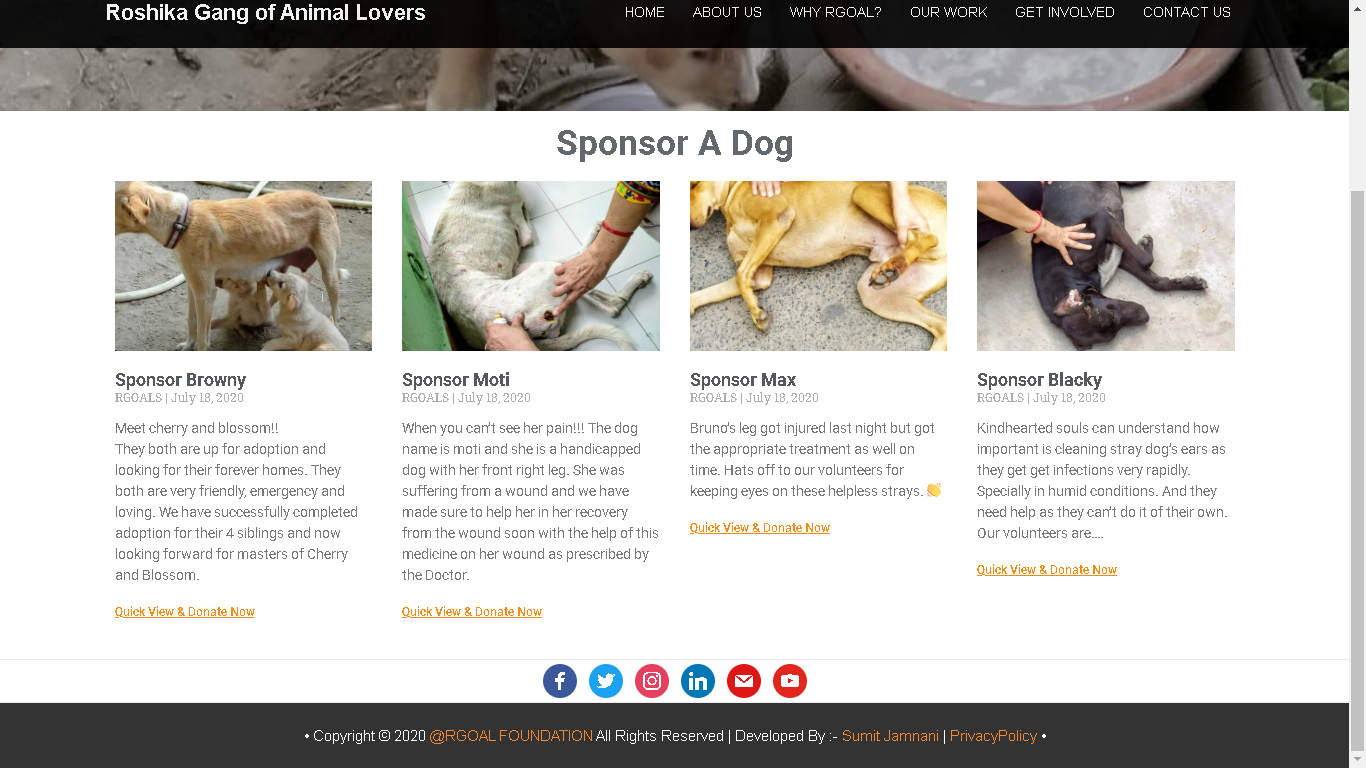 Roshika Gang of Animal Lovers
HOME ABOUT US WHY RGOAL? OUR WORK GET INVOLVED CONTACT US
Sponsor A Dog
Sponsor Browny
RGOALS | July 18, 2020
Meet cherry and blossom!!
They both are up for adoption and
looking for their forever homes. They
both are very friendly, emergency and
loving. We have successfully completed
adoption for their 4 siblings and now
looking forward for masters of Cherry
and Blossom.
Quick View & Donate Now
Sponsor Moti
RGOALS | July 18, 2020
When you can't see her pain!!! The dog
name is moti and she is a handicapped
dog with her front right leg. She was
suffering from a wound and we have
made sure to help her in her recovery
from the wound soon with the help of this
medicine on her wound as prescribed by
the Doctor.
Quick View & Donate Now
Sponsor Max
RGOALS | July 18, 2020
Bruno's leg got injured last night but got
the appropriate treatment as well on
time. Hats off to our volunteers for
keeping eyes on these helpless strays. 👏
Quick View & Donate Now
Sponsor Blacky
RGOALS | July 18, 2020
Kindhearted souls can understand how
important is cleaning stray dog's ears as
they get get infections very rapidly.
Specially in humid conditions. And they
need help as they can't do it of their own.
Our volunteers are....
Quick View & Donate Now
• Copyright © 2020 @RGOAL FOUNDATION All Rights Reserved | Developed By :- Sumit Jamnani | PrivacyPolicy •